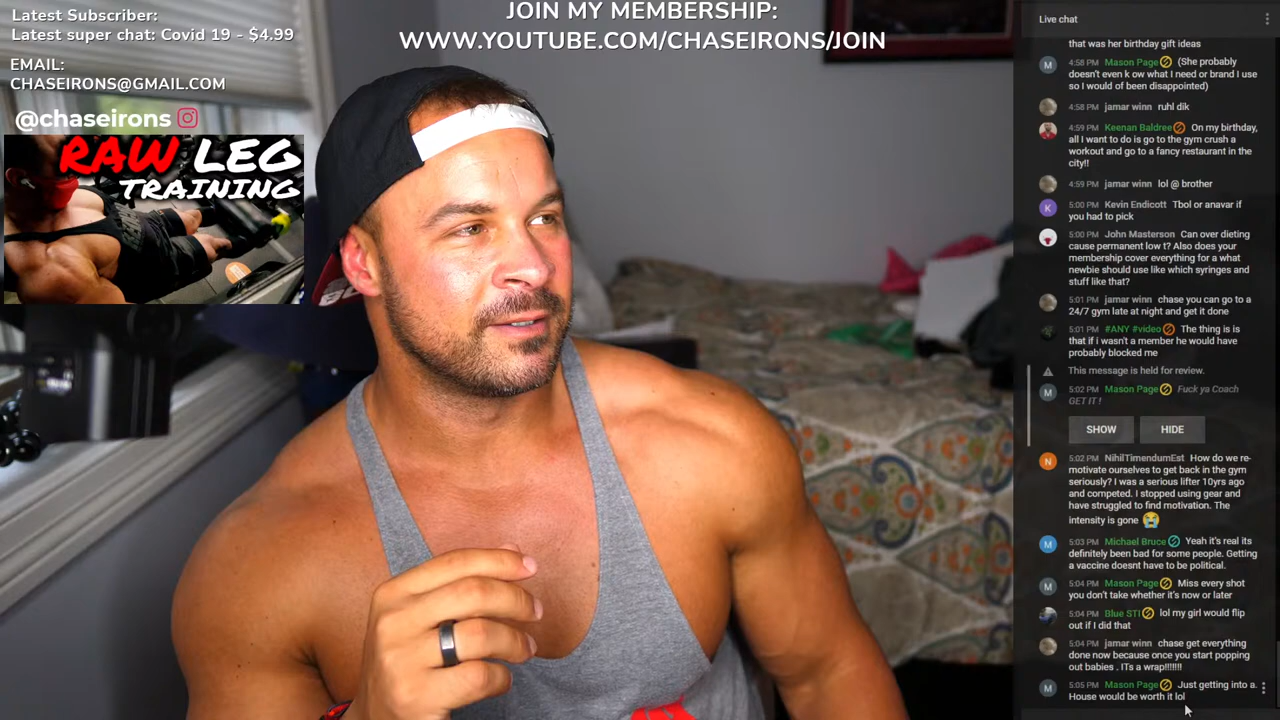 Latest Subscriber:
Latest super chat: Covid 19 - $4.99
EMAIL:
CHASEIRONS@GMAIL.COM
@chaseirons
RAW LEG
TRAINING
JOIN MY MEMBERSHIP:
WWW.YOUTUBE.COM/CHASEIRONS/JOIN
Live chat
that was her birthday gift ideas
4:58 PM Mason Page (She probably
doesn't even k ow what I need or brand I use
so I would of been disappointed)
4:58 PM jamar winn ruhl dik
4:59 PM Keenan Baldree On my birthday,
all I want to do is go to the gym crush a
workout and go to a fancy restaurant in the
city!!
4:59 PM jamar winn lol @ brother
K 5:00 PM Kevin Endicott Tbol or anavar if
you had to pick
5:00 PM John Masterson Can over dieting
cause permanent low t? Also does your
membership cover everything for a what
newbie should use like which syringes and
stuff like that?
5:01 PM jamar winn chase you can go to a
24/7 gym late at night and get it done
5:01 PM #ANY #video The thing is is
that if i wasn't a member he would have
probably blocked me
This message is held for review.
M 5:02 PM Mason Page Fuck ya Coach
GET IT !
SHOW HIDE
N 5:02 PM NihilTimendumEst How do we re-
motivate ourselves to get back in the gym
seriously? I was a serious lifter 10yrs ago
and competed. I stopped using gear and
have struggled to find motivation. The
intensity is gone 😭
M 5:03 PM Michael Bruce Yeah it's real its
definitely been bad for some people. Getting
a vaccine doesnt have to be political.
M 5:04 PM Mason Page Miss every shot
you don't take whether it's now or later
5:04 PM Blue STI lol my girl would flip
out if I did that
5:04 PM jamar winn chase get everything
done now because once you start popping
out babies . ITs a wrap!!!!!!!
M 5:05 PM Mason Page Just getting into a.
House would be worth it lol